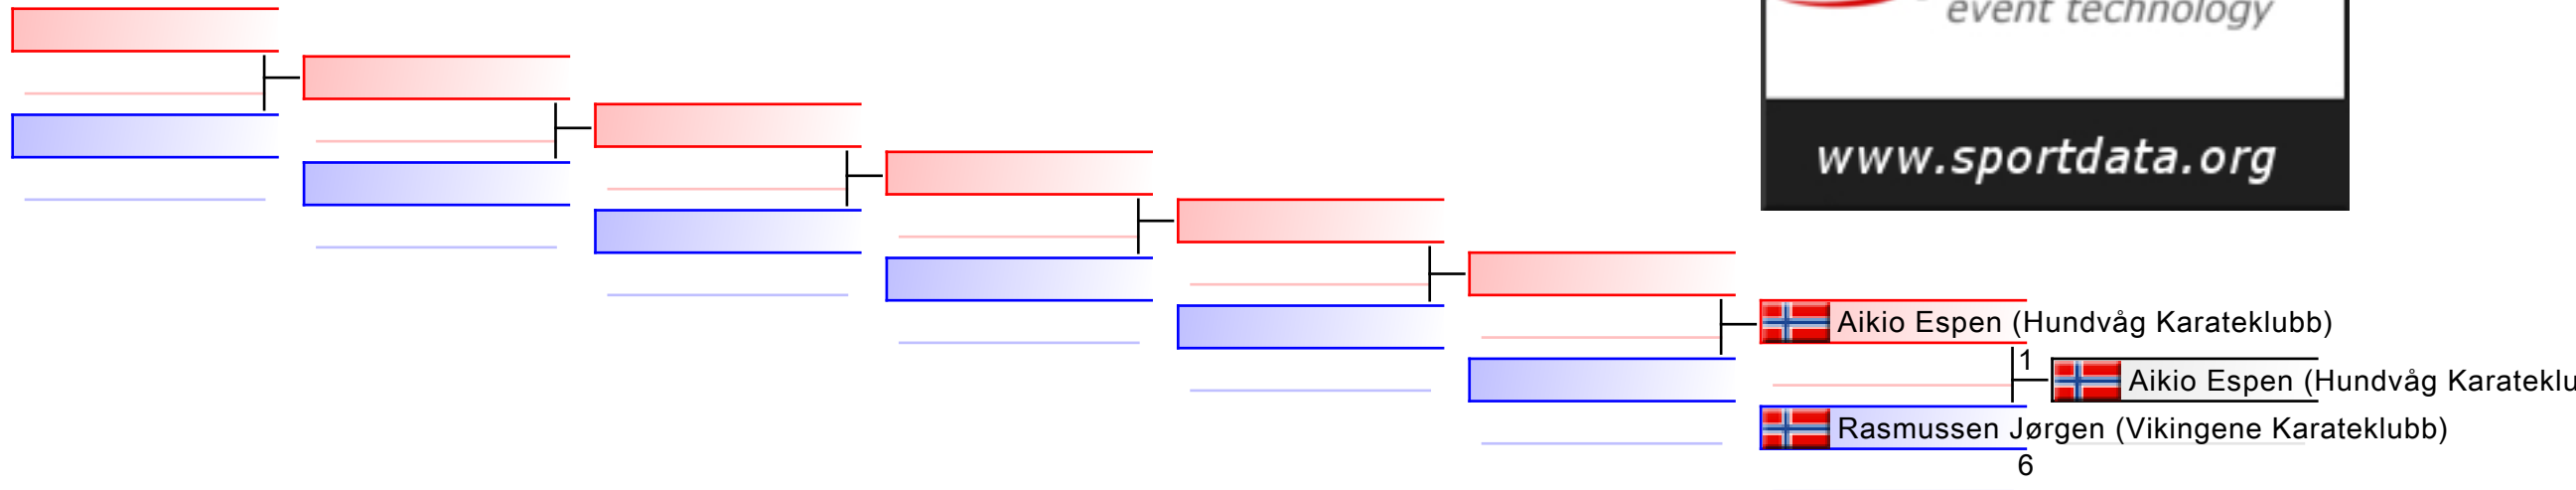 event technology
www.sportdata.org
Aikio Espen (Hundvåg Karateklubb)
1
Aikio Espen (Hundvåg Karateklu
Rasmussen Jørgen (Vikingene Karateklubb)
6